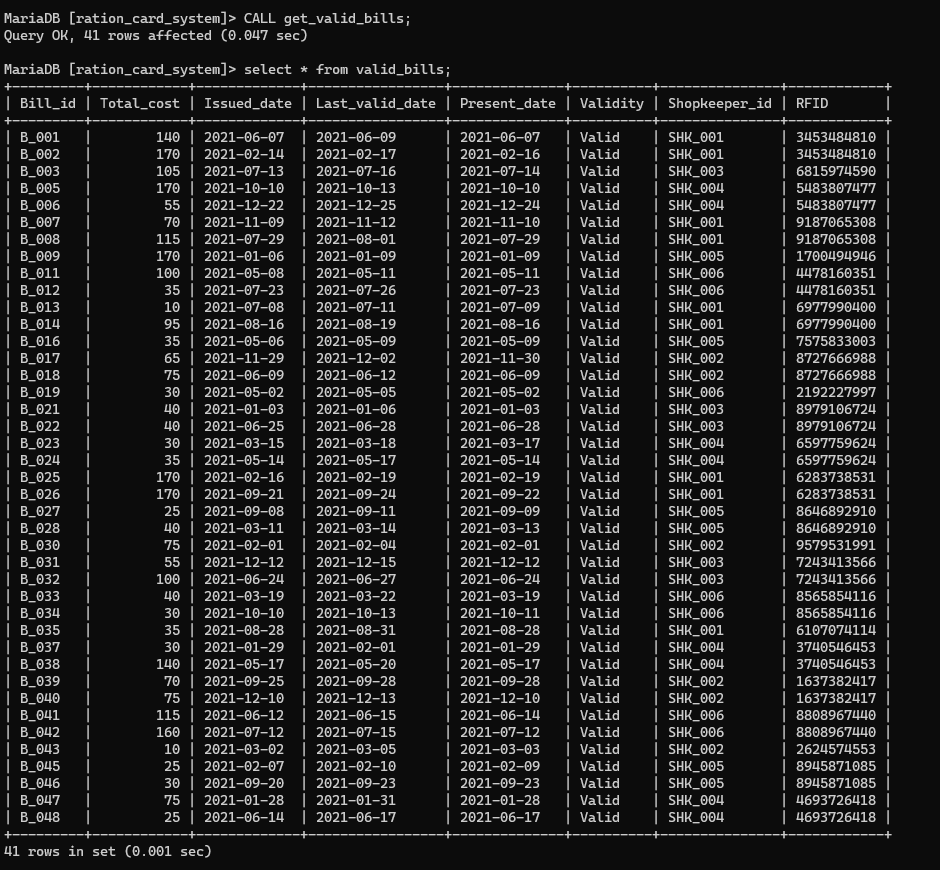 MariaDB [ration_card_system]> CALL get_valid_bills;
Query OK, 41 rows affected (0.047 sec)
MariaDB [ration_card_system]> select * from valid_bills;
+---------+------------+-------------+-----------------+--------------+----------+---------------+------------+
| Bill_id | Total_cost | Issued_date | Last_valid_date | Present_date | Validity | Shopkeeper_id | RFID       |
+---------+------------+-------------+-----------------+--------------+----------+---------------+------------+
| B_001   |        140 | 2021-06-07  | 2021-06-09      | 2021-06-07   | Valid    | SHK_001       | 3453484810 |
| B_002   |        170 | 2021-02-14  | 2021-02-17      | 2021-02-16   | Valid    | SHK_001       | 3453484810 |
| B_003   |        105 | 2021-07-13  | 2021-07-16      | 2021-07-14   | Valid    | SHK_003       | 6815974590 |
| B_005   |        170 | 2021-10-10  | 2021-10-13      | 2021-10-10   | Valid    | SHK_004       | 5483807477 |
| B_006   |         55 | 2021-12-22  | 2021-12-25      | 2021-12-24   | Valid    | SHK_004       | 5483807477 |
| B_007   |         70 | 2021-11-09  | 2021-11-12      | 2021-11-10   | Valid    | SHK_001       | 9187065308 |
| B_008   |        115 | 2021-07-29  | 2021-08-01      | 2021-07-29   | Valid    | SHK_001       | 9187065308 |
| B_009   |        170 | 2021-01-06  | 2021-01-09      | 2021-01-09   | Valid    | SHK_005       | 1700494946 |
| B_011   |        100 | 2021-05-08  | 2021-05-11      | 2021-05-11   | Valid    | SHK_006       | 4478160351 |
| B_012   |         35 | 2021-07-23  | 2021-07-26      | 2021-07-23   | Valid    | SHK_006       | 4478160351 |
| B_013   |         10 | 2021-07-08  | 2021-07-11      | 2021-07-09   | Valid    | SHK_001       | 6977990400 |
| B_014   |         95 | 2021-08-16  | 2021-08-19      | 2021-08-16   | Valid    | SHK_001       | 6977990400 |
| B_016   |         35 | 2021-05-06  | 2021-05-09      | 2021-05-09   | Valid    | SHK_005       | 7575833003 |
| B_017   |         65 | 2021-11-29  | 2021-12-02      | 2021-11-30   | Valid    | SHK_002       | 8727666988 |
| B_018   |         75 | 2021-06-09  | 2021-06-12      | 2021-06-09   | Valid    | SHK_002       | 8727666988 |
| B_019   |         30 | 2021-05-02  | 2021-05-05      | 2021-05-02   | Valid    | SHK_006       | 2192227997 |
| B_021   |         40 | 2021-01-03  | 2021-01-06      | 2021-01-03   | Valid    | SHK_003       | 8979106724 |
| B_022   |         40 | 2021-06-25  | 2021-06-28      | 2021-06-28   | Valid    | SHK_003       | 8979106724 |
| B_023   |         30 | 2021-03-15  | 2021-03-18      | 2021-03-17   | Valid    | SHK_004       | 6597759624 |
| B_024   |         35 | 2021-05-14  | 2021-05-17      | 2021-05-14   | Valid    | SHK_004       | 6597759624 |
| B_025   |        170 | 2021-02-16  | 2021-02-19      | 2021-02-19   | Valid    | SHK_001       | 6283738531 |
| B_026   |        170 | 2021-09-21  | 2021-09-24      | 2021-09-22   | Valid    | SHK_001       | 6283738531 |
| B_027   |         25 | 2021-09-08  | 2021-09-11      | 2021-09-09   | Valid    | SHK_005       | 8646892910 |
| B_028   |         40 | 2021-03-11  | 2021-03-14      | 2021-03-13   | Valid    | SHK_005       | 8646892910 |
| B_030   |         75 | 2021-02-01  | 2021-02-04      | 2021-02-01   | Valid    | SHK_002       | 9579531991 |
| B_031   |         55 | 2021-12-12  | 2021-12-15      | 2021-12-12   | Valid    | SHK_003       | 7243413566 |
| B_032   |        100 | 2021-06-24  | 2021-06-27      | 2021-06-24   | Valid    | SHK_003       | 7243413566 |
| B_033   |         40 | 2021-03-19  | 2021-03-22      | 2021-03-19   | Valid    | SHK_006       | 8565854116 |
| B_034   |         30 | 2021-10-10  | 2021-10-13      | 2021-10-11   | Valid    | SHK_006       | 8565854116 |
| B_035   |         35 | 2021-08-28  | 2021-08-31      | 2021-08-28   | Valid    | SHK_001       | 6107074114 |
| B_037   |         30 | 2021-01-29  | 2021-02-01      | 2021-01-29   | Valid    | SHK_004       | 3740546453 |
| B_038   |        140 | 2021-05-17  | 2021-05-20      | 2021-05-17   | Valid    | SHK_004       | 3740546453 |
| B_039   |         70 | 2021-09-25  | 2021-09-28      | 2021-09-28   | Valid    | SHK_002       | 1637382417 |
| B_040   |         75 | 2021-12-10  | 2021-12-13      | 2021-12-10   | Valid    | SHK_002       | 1637382417 |
| B_041   |        115 | 2021-06-12  | 2021-06-15      | 2021-06-14   | Valid    | SHK_006       | 8808967440 |
| B_042   |        160 | 2021-07-12  | 2021-07-15      | 2021-07-12   | Valid    | SHK_006       | 8808967440 |
| B_043   |         10 | 2021-03-02  | 2021-03-05      | 2021-03-03   | Valid    | SHK_002       | 2624574553 |
| B_045   |         25 | 2021-02-07  | 2021-02-10      | 2021-02-09   | Valid    | SHK_005       | 8945871085 |
| B_046   |         30 | 2021-09-20  | 2021-09-23      | 2021-09-23   | Valid    | SHK_005       | 8945871085 |
| B_047   |         75 | 2021-01-28  | 2021-01-31      | 2021-01-28   | Valid    | SHK_004       | 4693726418 |
| B_048   |         25 | 2021-06-14  | 2021-06-17      | 2021-06-17   | Valid    | SHK_004       | 4693726418 |
+---------+------------+-------------+-----------------+--------------+----------+---------------+------------+
41 rows in set (0.001 sec)